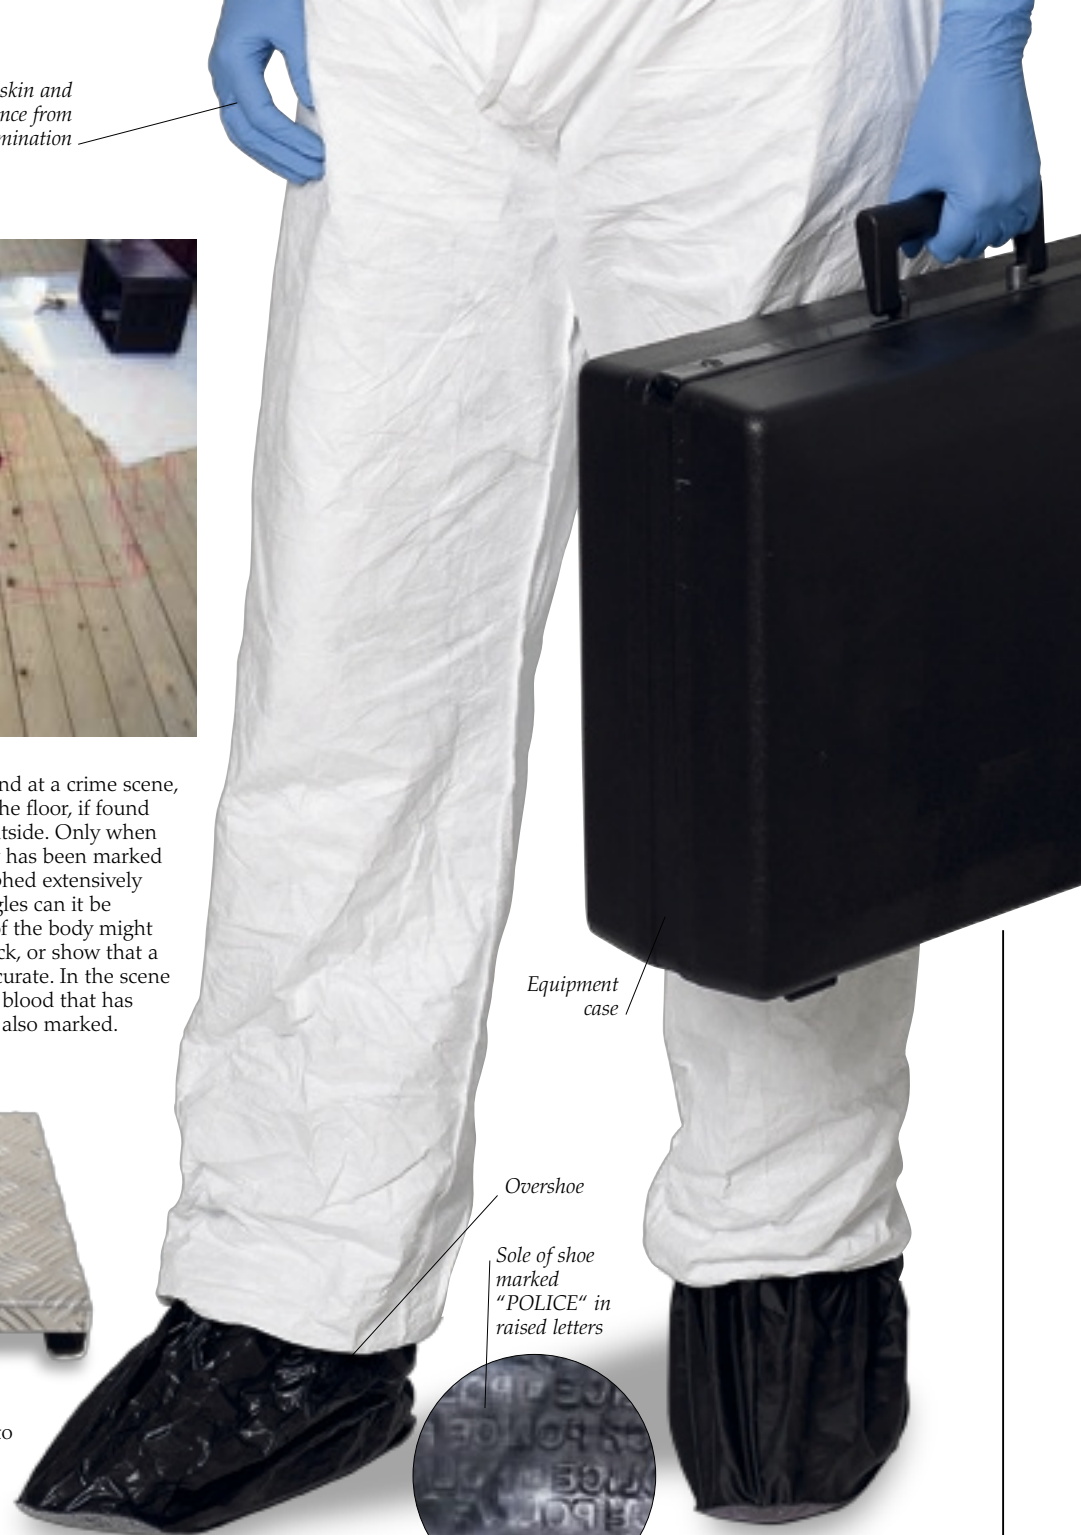 skin and
from
nd at a crime scene,
he floor, if found
tside. Only when
has been marked
hed extensively
gles can it be
of the body might
ck, or show that a
curate. In the scene
blood that has
also marked.
Equipment
case
Overshoe
Sole of shoe
marked
“POLICE“ in
raised letters
POLICE